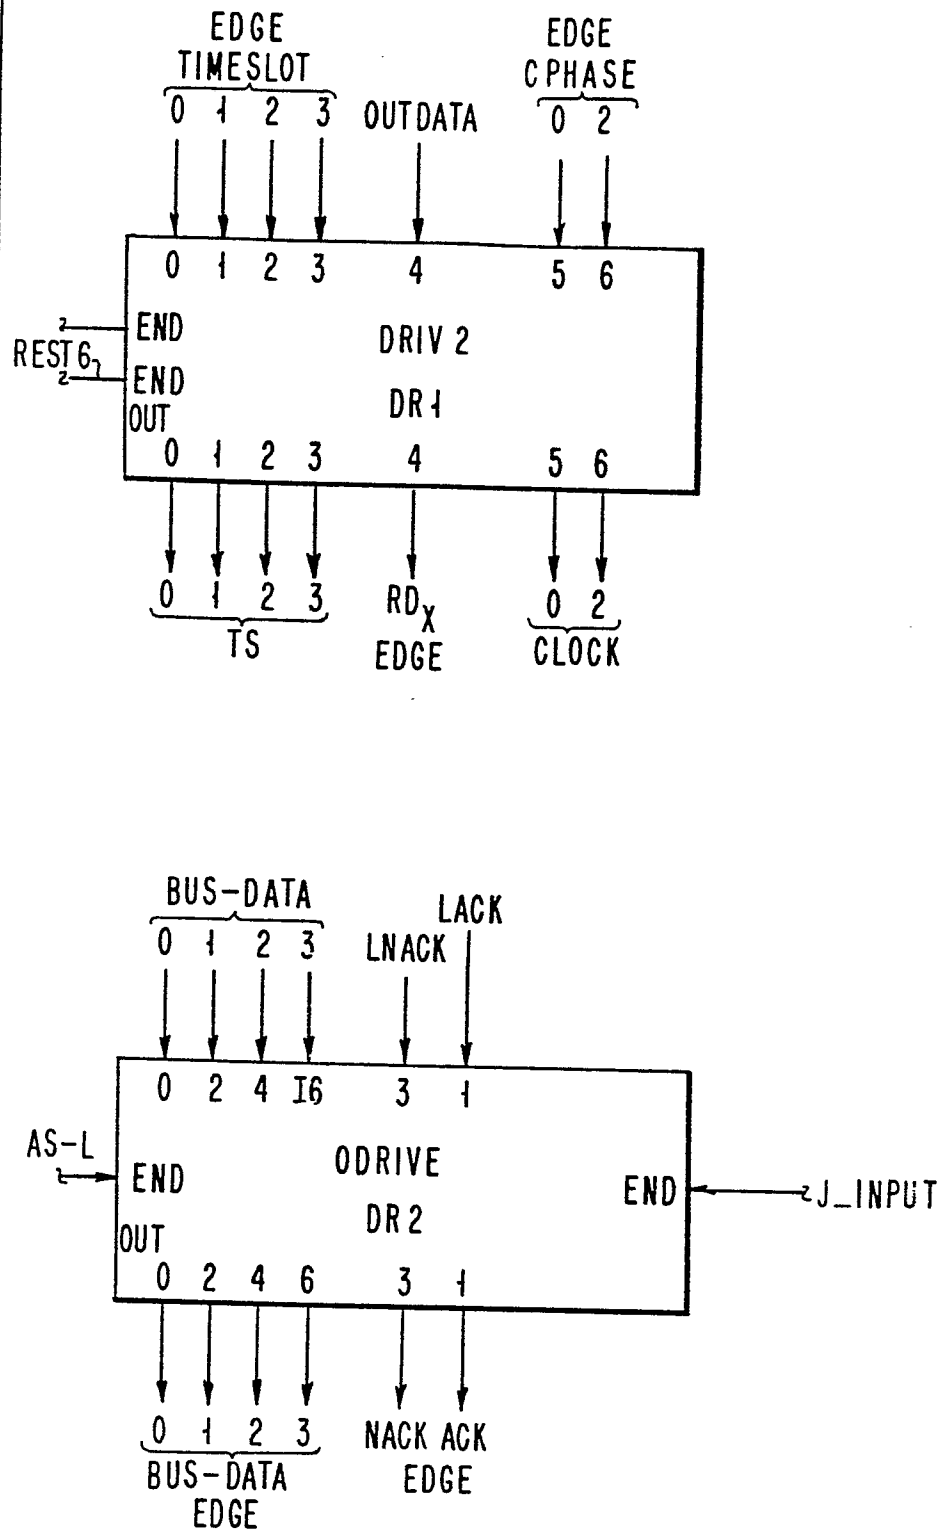 EDGE
TIMESLOT
EDGE
CPHASE
0 1 2 3
OUTDATA
0 2
0 1 2 3 4 5 6
END
DRIV 2
REST6
END
DR1
OUT
0 1 2 3 4 5 6
0 1 2 3
RDX
0 2
TS
EDGE
CLOCK
BUS-DATA
LACK
0 1 2 3
LNACK
0 2 4 I6 3 1
AS-L
ODRIVE
END
END
J_INPUT
DR2
OUT
0 2 4 6 3 1
0 1 2 3
NACK ACK
BUS-DATA
EDGE
EDGE